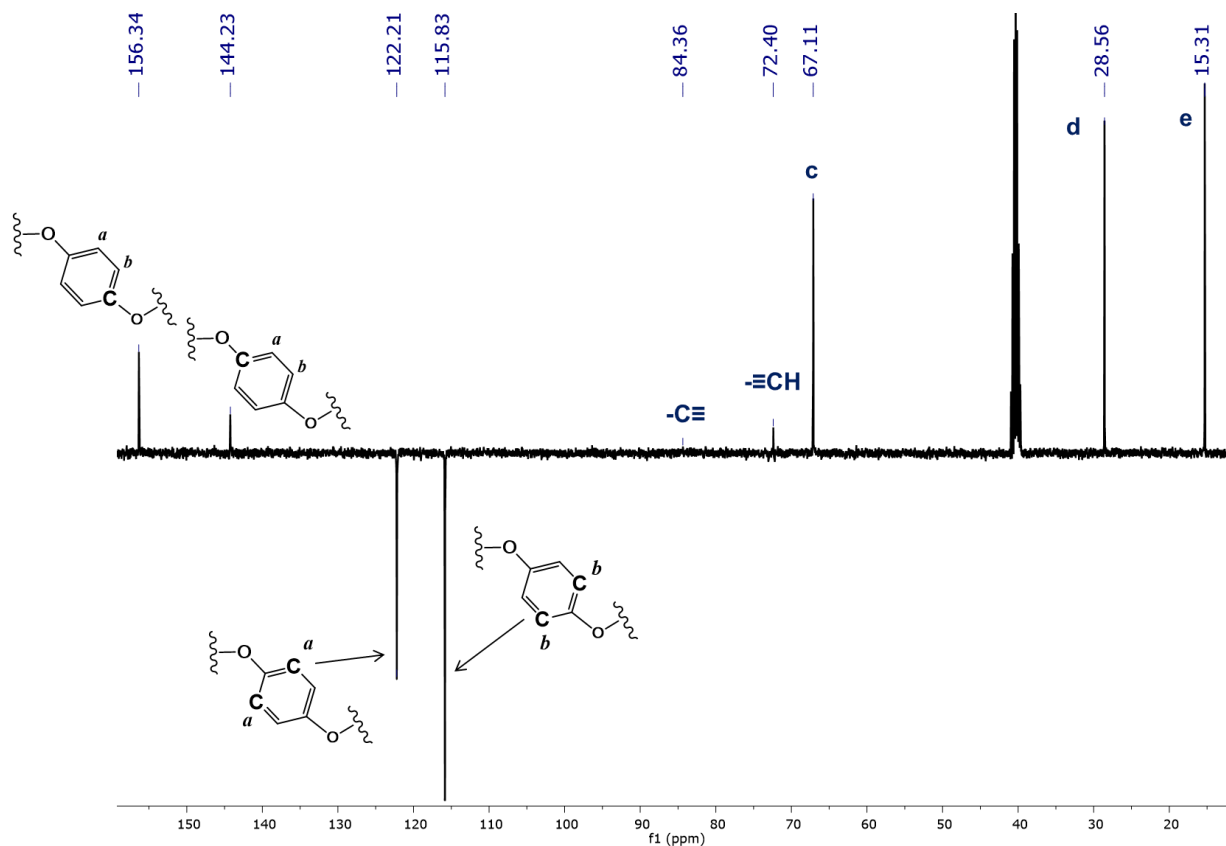 156.34
144.23
122.21
115.83
84.36
72.40
67.11
28.56
15.31
d
e
c
O
a
b
C
O
O
a
C
b
O
-≡CH
-C≡
O
b
C
C
O
b
a
O
C
C
a
O
150 140 130 120 110 100 90 80 70 60 50 40 30 20
f1 (ppm)